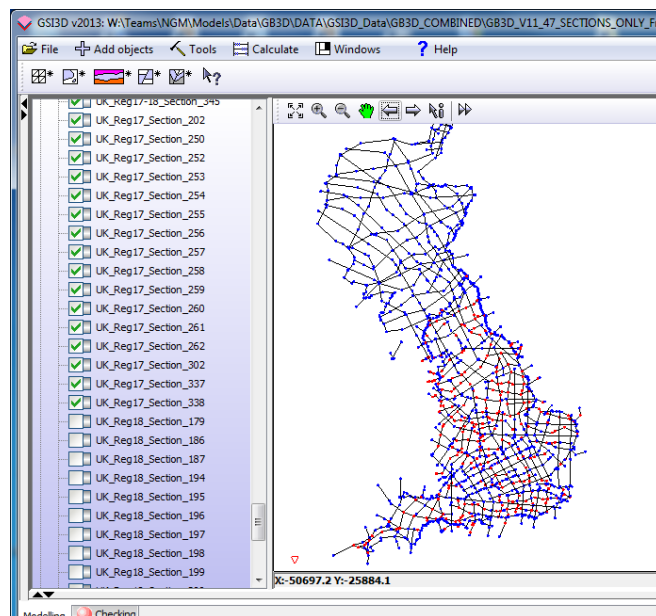 GSI3D v2013: W:\Teams\NGM\Models\Data\GB3D\DATA\GSI3D_Data\GB3D_COMBINED\GB3D_V11_47_SECTIONS_ONLY_F
File Add objects Tools Calculate Windows ? Help
UK_Reg17-18_Section_345
UK_Reg17_Section_202
UK_Reg17_Section_250
UK_Reg17_Section_252
UK_Reg17_Section_253
UK_Reg17_Section_254
UK_Reg17_Section_255
UK_Reg17_Section_256
UK_Reg17_Section_257
UK_Reg17_Section_258
UK_Reg17_Section_259
UK_Reg17_Section_260
UK_Reg17_Section_261
UK_Reg17_Section_262
UK_Reg17_Section_302
UK_Reg17_Section_337
UK_Reg17_Section_338
UK_Reg18_Section_179
UK_Reg18_Section_186
UK_Reg18_Section_187
UK_Reg18_Section_194
UK_Reg18_Section_195
UK_Reg18_Section_196
UK_Reg18_Section_197
UK_Reg18_Section_198
UK_Reg18_Section_199
X:-50697.2 Y:-25884.1
Modelling Checking